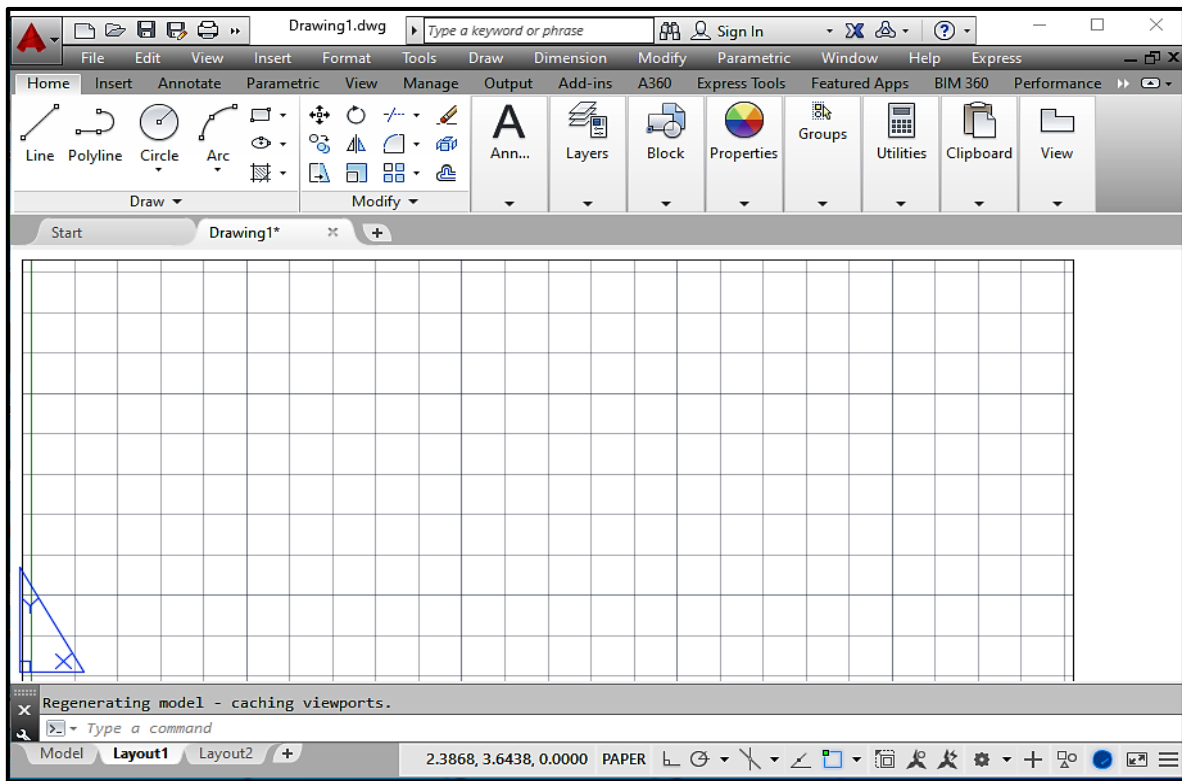 Drawing1.dwg Type a keyword or phrase Sign In
File Edit View Insert Format Tools Draw Dimension Modify Parametric Window Help Express
Home Insert Annotate Parametric View Manage Output Add-ins A360 Express Tools Featured Apps BIM 360 Performance
Line Polyline Circle Arc Ann... Layers Block Properties Groups Utilities Clipboard View
Draw Modify
Start Drawing1*
Y
X
Regenerating model - caching viewports.
Type a command
Model Layout1 Layout2 + 2.3868, 3.6438, 0.0000 PAPER